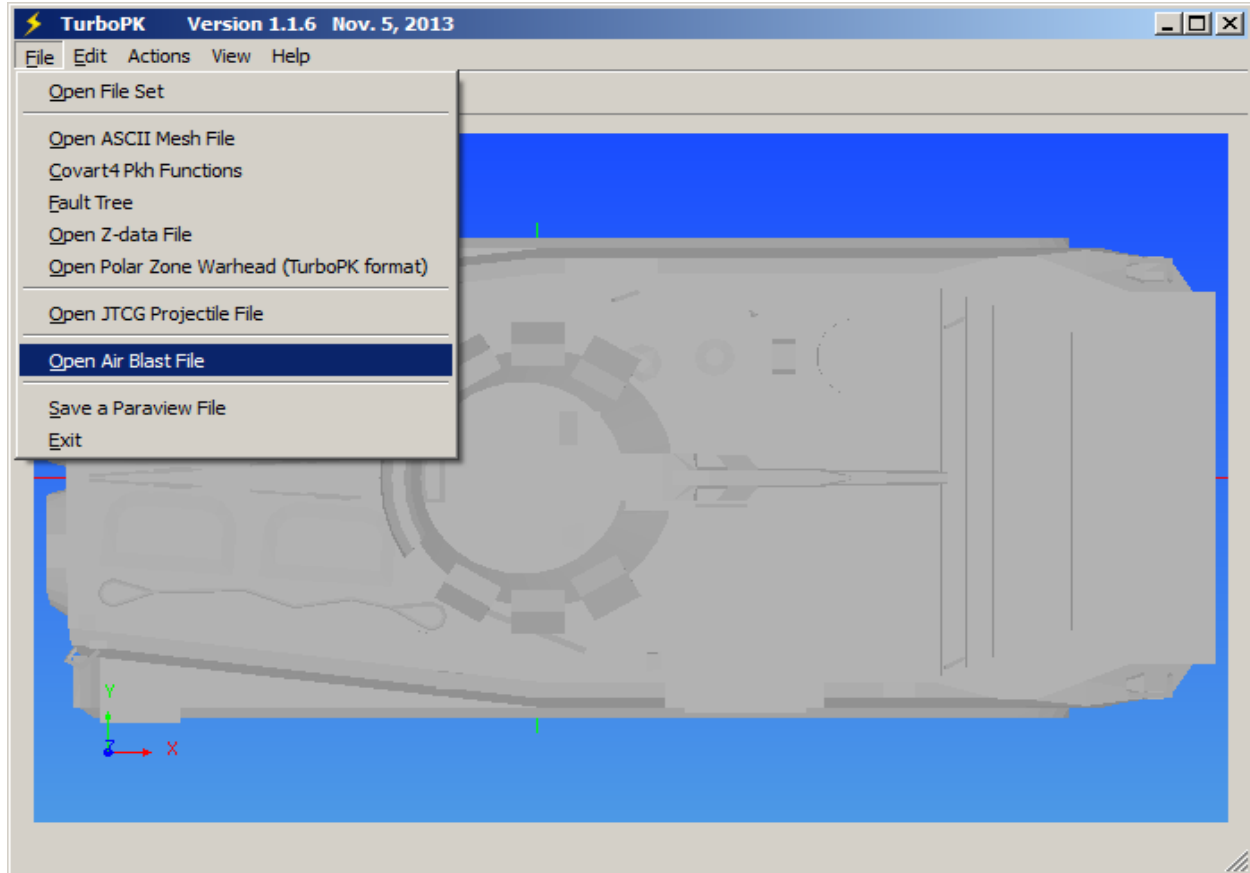 TurboPK Version 1.1.6 Nov. 5, 2013
File Edit Actions View Help
Open File Set
Open ASCII Mesh File
Covart4 Pkh Functions
Fault Tree
Open Z-data File
Open Polar Zone Warhead (TurboPK format)
Open JTCG Projectile File
Open Air Blast File
Save a Paraview File
Exit
Y
Z X